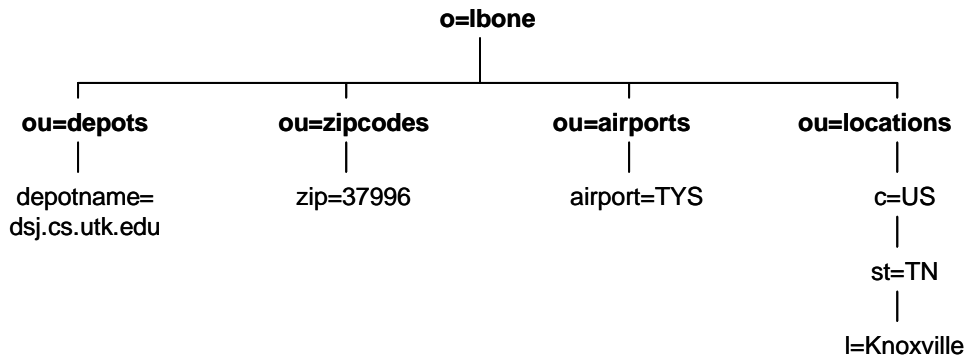 o=lbone
ou=depots
ou=zipcodes
ou=airports
ou=locations
depotname=
dsj.cs.utk.edu
zip=37996
airport=TYS
c=US
st=TN
l=Knoxville